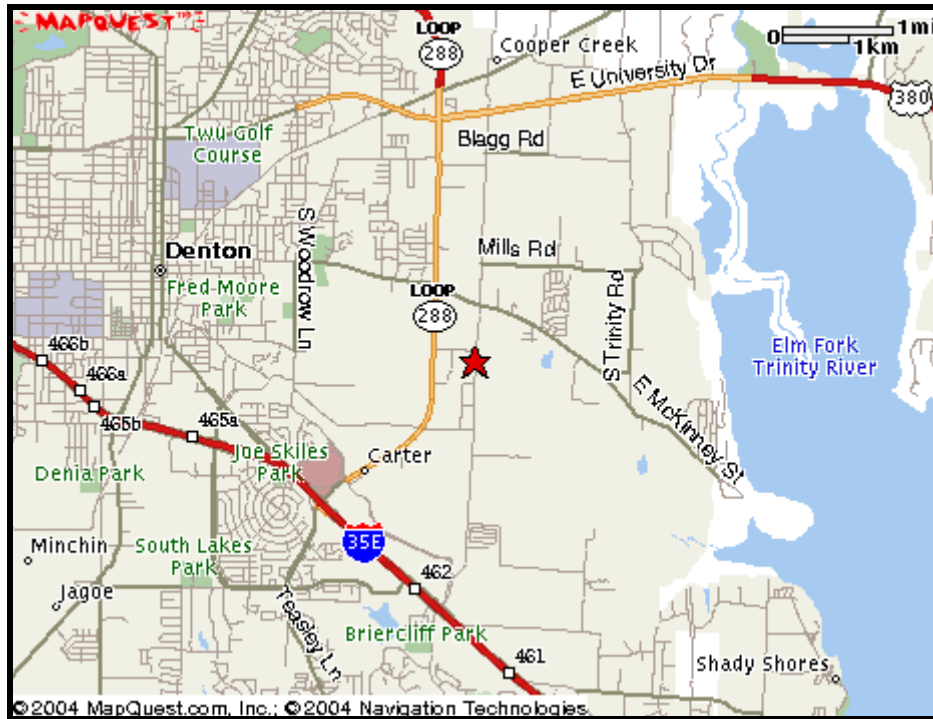 MAPQUEST™
LOOP
288
Cooper Creek
0
1mi
1km
E University Dr
380
Twu Golf
Course
Blagg Rd
S Woodrow Ln
Mills Rd
Denton
Fred Moore
Park
LOOP
288
S Trinity Rd
Elm Fork
Trinity River
466b
466a
465b
465a
E McKinney St
Joe Skiles
Park
Carter
Denia Park
35E
Minchin
South Lakes
Park
462
Jagoe
Teasley Ln
Briercliff Park
461
Shady Shores
©2004 MapQuest.com, Inc.; ©2004 Navigation Technologies